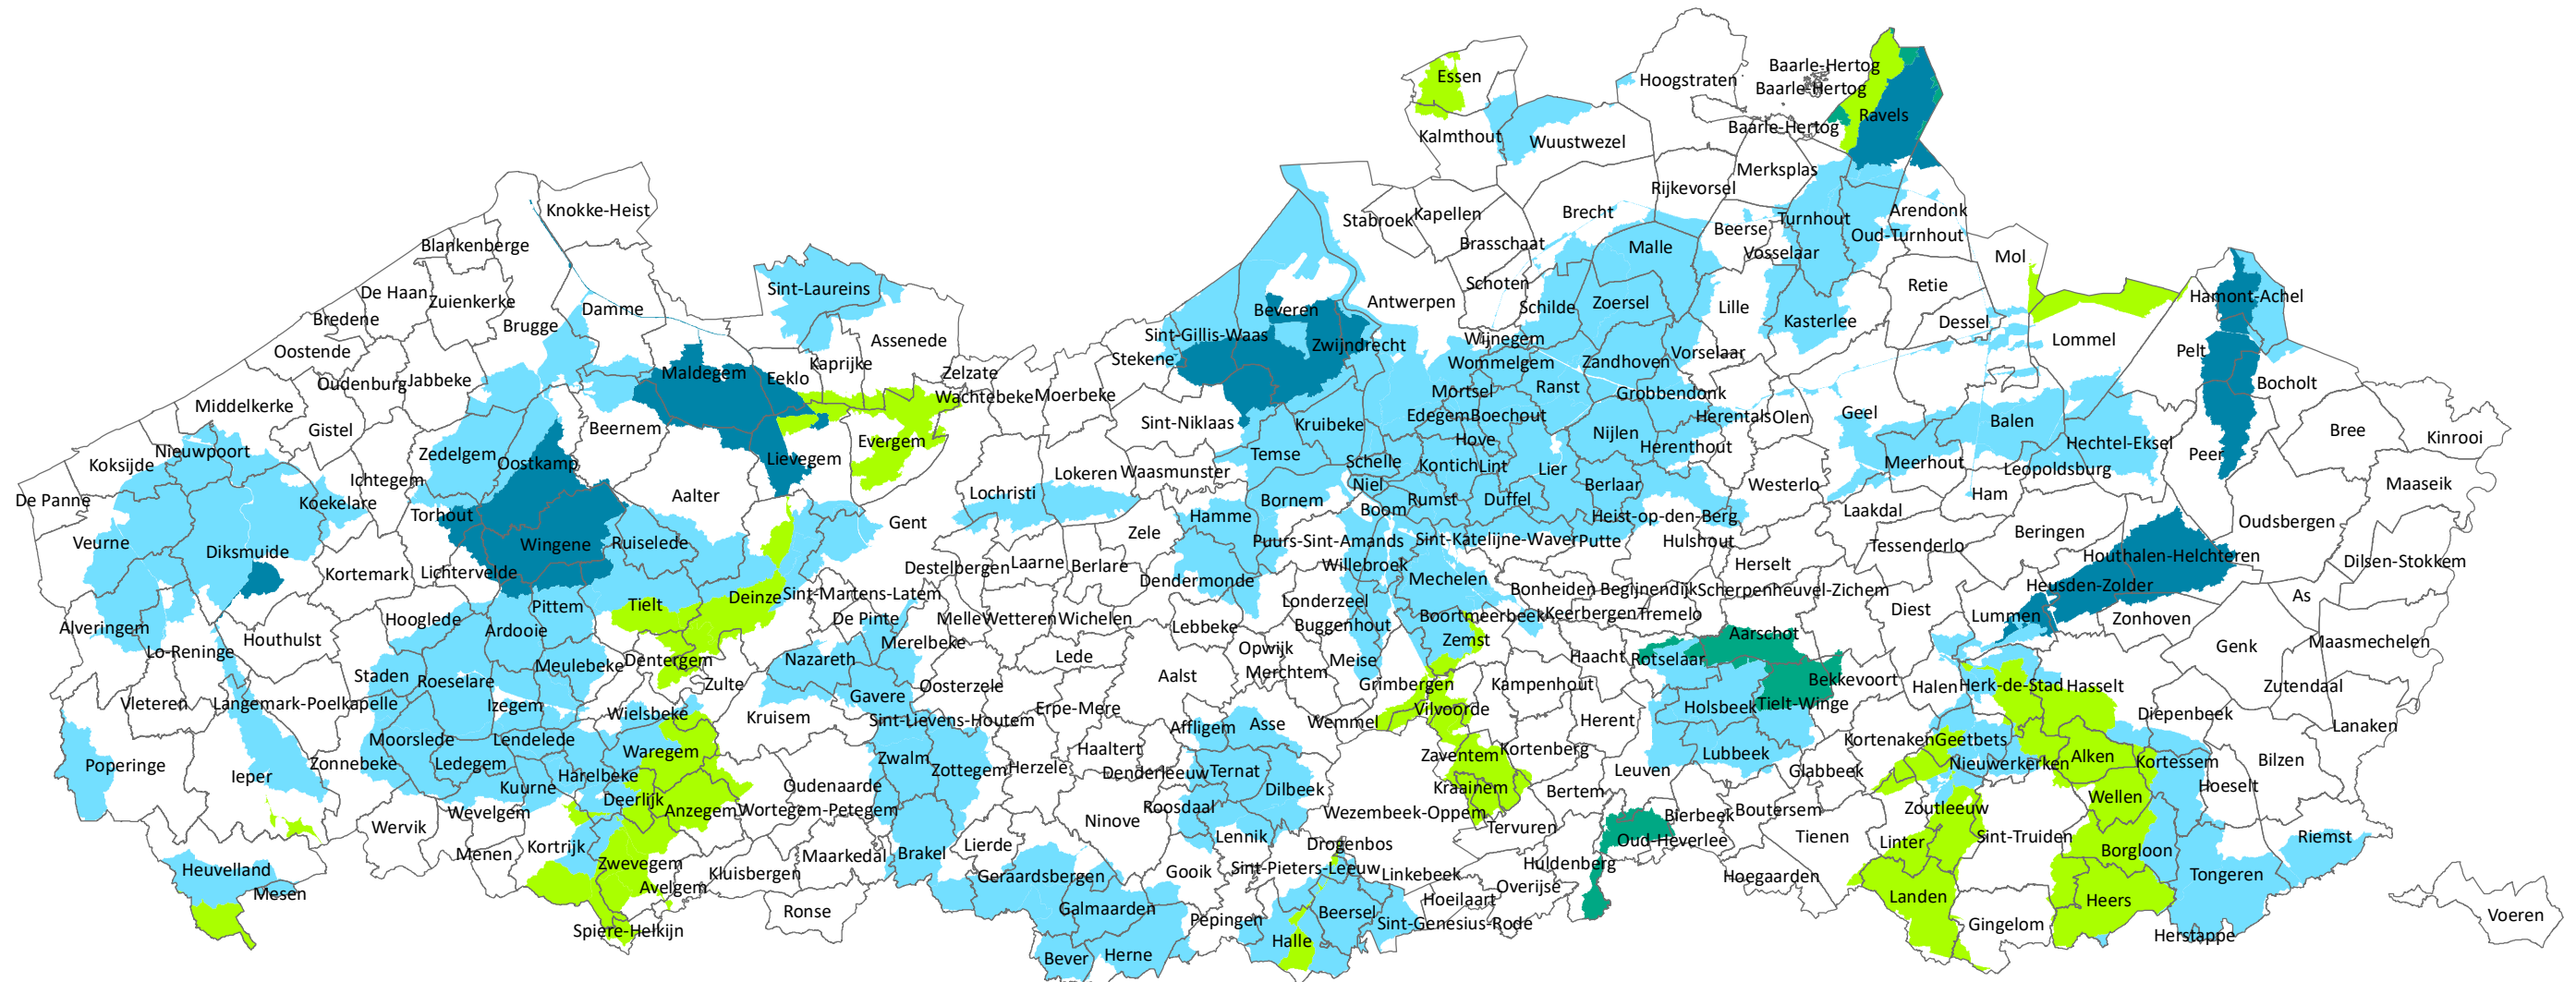 Essen
Hoogstraten
Baarle-Hertog
Baarle-Hertog
Ravels
Baarle-Hertog
Kalmthout
Wuustwezel
Merksplas
Rijkevorsel
Knokke-Heist
Stabroek
Kapellen
Brecht
Turnhout
Arendonk
Beerse
Oud-Turnhout
Blankenberge
Brasschaat
Malle
Vosselaar
Mol
De Haan
Zuienkerke
Sint-Laureins
Schoten
Retie
Hamont-Achel
Bredene
Brugge
Damme
Beveren
Antwerpen
Schilde
Zoersel
Lille
Kasterlee
Dessel
Oostende
Assenede
Sint-Gillis-Waas
Zwijndrecht
Wijnegem
Lommel
Stekene
Kaprijke
Wommelgem
Zandhoven
Vorselaar
Pelt
Oudenburg
Jabbeke
Maldegem
Eeklo
Zelzate
Mortsel
Ranst
Grobbendonk
Bocholt
Middelkerke
Wachtebeke
Moerbeke
Edegem
Boechout
Herentals
Olen
Geel
Balen
Gistel
Beernem
Evergem
Sint-Niklaas
Kruibeke
Hove
Nijlen
Herenthout
Hechtel-Eksel
Bree
Kinrooi
Nieuwpoort
Koksijde
Zedelgem
Oostkamp
Lievegem
Temse
Schelle
Kontich
Lint
Lier
Meerhout
Leopoldsburg
Peer
Ichtegem
Lokeren
Waasmunster
Niel
Berlaar
Westerlo
Maaseik
De Panne
Koekelare
Aalter
Lochristi
Bornem
Rumst
Duffel
Ham
Torhout
Gent
Hamme
Boom
Heist-op-den-Berg
Laakdal
Oudsbergen
Veurne
Diksmuide
Wingene
Ruiselede
Zele
Puurs-Sint-Amands
Sint-Katelijne-Waver
Putte
Hulshout
Tessenderlo
Beringen
Houthalen-Helchteren
Dilsen-Stokkem
Kortemark
Lichtervelde
Destelbergen
Laarne
Berlare
Dendermonde
Willebroek
Mechelen
Herselt
Heusden-Zolder
Deinze
Sint-Martens-Latem
Bonheiden
Begijnendijk
Scherpenheuvel-Zichem
As
Tielt
Pittem
Londerzeel
Diest
Alveringem
Hooglede
De Pinte
Melle
Wetteren
Wichelen
Lebbeke
Buggenhout
Boortmeerbeek
Keerbergen
Tremelo
Lummen
Zonhoven
Houthulst
Ardooie
Merelbeke
Zemst
Aarschot
Genk
Maasmechelen
Lo-Reninge
Opwijk
Meulebeke
Dentergem
Nazareth
Lede
Meise
Haacht
Rotselaar
Staden
Roeselare
Zulte
Oosterzele
Aalst
Merchtem
Grimbergen
Kampenhout
Bekkevoort
Halen
Herk-de-Stad
Hasselt
Zutendaal
Vleteren
Langemark-Poelkapelle
Izegem
Gavere
Erpe-Mere
Vilvoorde
Holsbeek
Tielt-Winge
Wielsbeke
Kruisem
Sint-Lievens-Houtem
Affligem
Asse
Wemmel
Herent
Diepenbeek
Lanaken
Moorslede
Lendelede
Waregem
Haaltert
Kortenberg
Kortenaken
Geetbets
Poperinge
Ieper
Zonnebeke
Ledegem
Harelbeke
Zwalm
Zottegem
Herzele
Denderleeuw
Ternat
Zaventem
Leuven
Lubbeek
Glabbeek
Nieuwerkerken
Alken
Kortessem
Bilzen
Kuurne
Oudenaarde
Dilbeek
Kraainem
Bertem
Hoeselt
Deerlijk
Anzegem
Wortegem-Petegem
Roosdaal
Wezembeek-Oppem
Bierbeek
Boutersem
Zoutleeuw
Wellen
Wevelgem
Wervik
Ninove
Lennik
Tervuren
Tienen
Linter
Sint-Truiden
Riemst
Kortrijk
Menen
Maarkedal
Brakel
Lierde
Drogenbos
Oud-Heverlee
Borgloon
Heuvelland
Mesen
Zwevegem
Avelgem
Kluisbergen
Geraardsbergen
Gooik
Sint-Pieters-Leeuw
Linkebeek
Huldenberg
Overijse
Hoegaarden
Tongeren
Landen
Heers
Ronse
Galmaarden
Pepingen
Beersel
Hoeilaart
Sint-Genesius-Rode
Spiere-Helkijn
Halle
Gingelom
Herstappe
Voeren
Bever
Herne